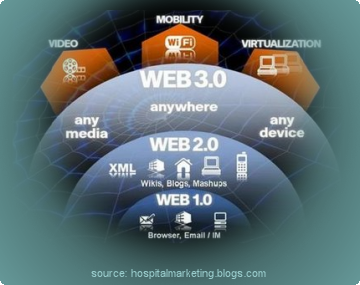 MOBILITY
VIDEO
VIRTUALIZATION
WiFi
WEB 3.0
anywhere
any
media
any
device
WEB 2.0
XML
Wikis, Blogs, Mashups
WEB 1.0
Browser, Email / IM
source: hospitalmarketing.blogs.com